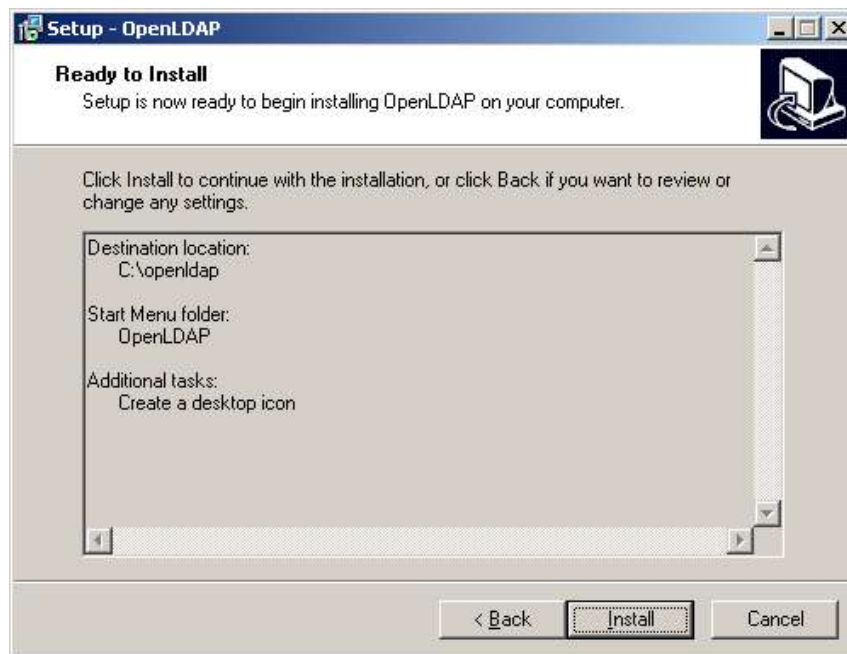 Setup - OpenLDAP
Ready to Install
Setup is now ready to begin installing OpenLDAP on your computer.
Click Install to continue with the installation, or click Back if you want to review or
change any settings.
Destination location:
C:\openldap
Start Menu folder:
OpenLDAP
Additional tasks:
Create a desktop icon
< Back
Install
Cancel